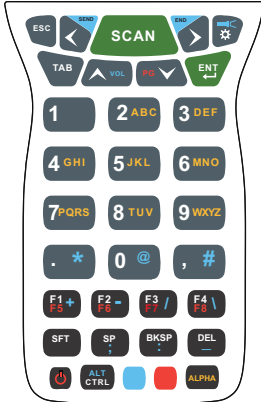 SEND END
ESC SCAN
TAB VOL PG ENT
1 2 ABC 3 DEF
4 GHI 5 JKL 6 MNO
7 PQRS 8 TUV 9 WXYZ
. * 0 @ , #
F1 + F2 - F3 / F4 \
F5 F6 F7 F8
SFT SP ; BKSP : DEL _
ALT
CTRL ALPHA